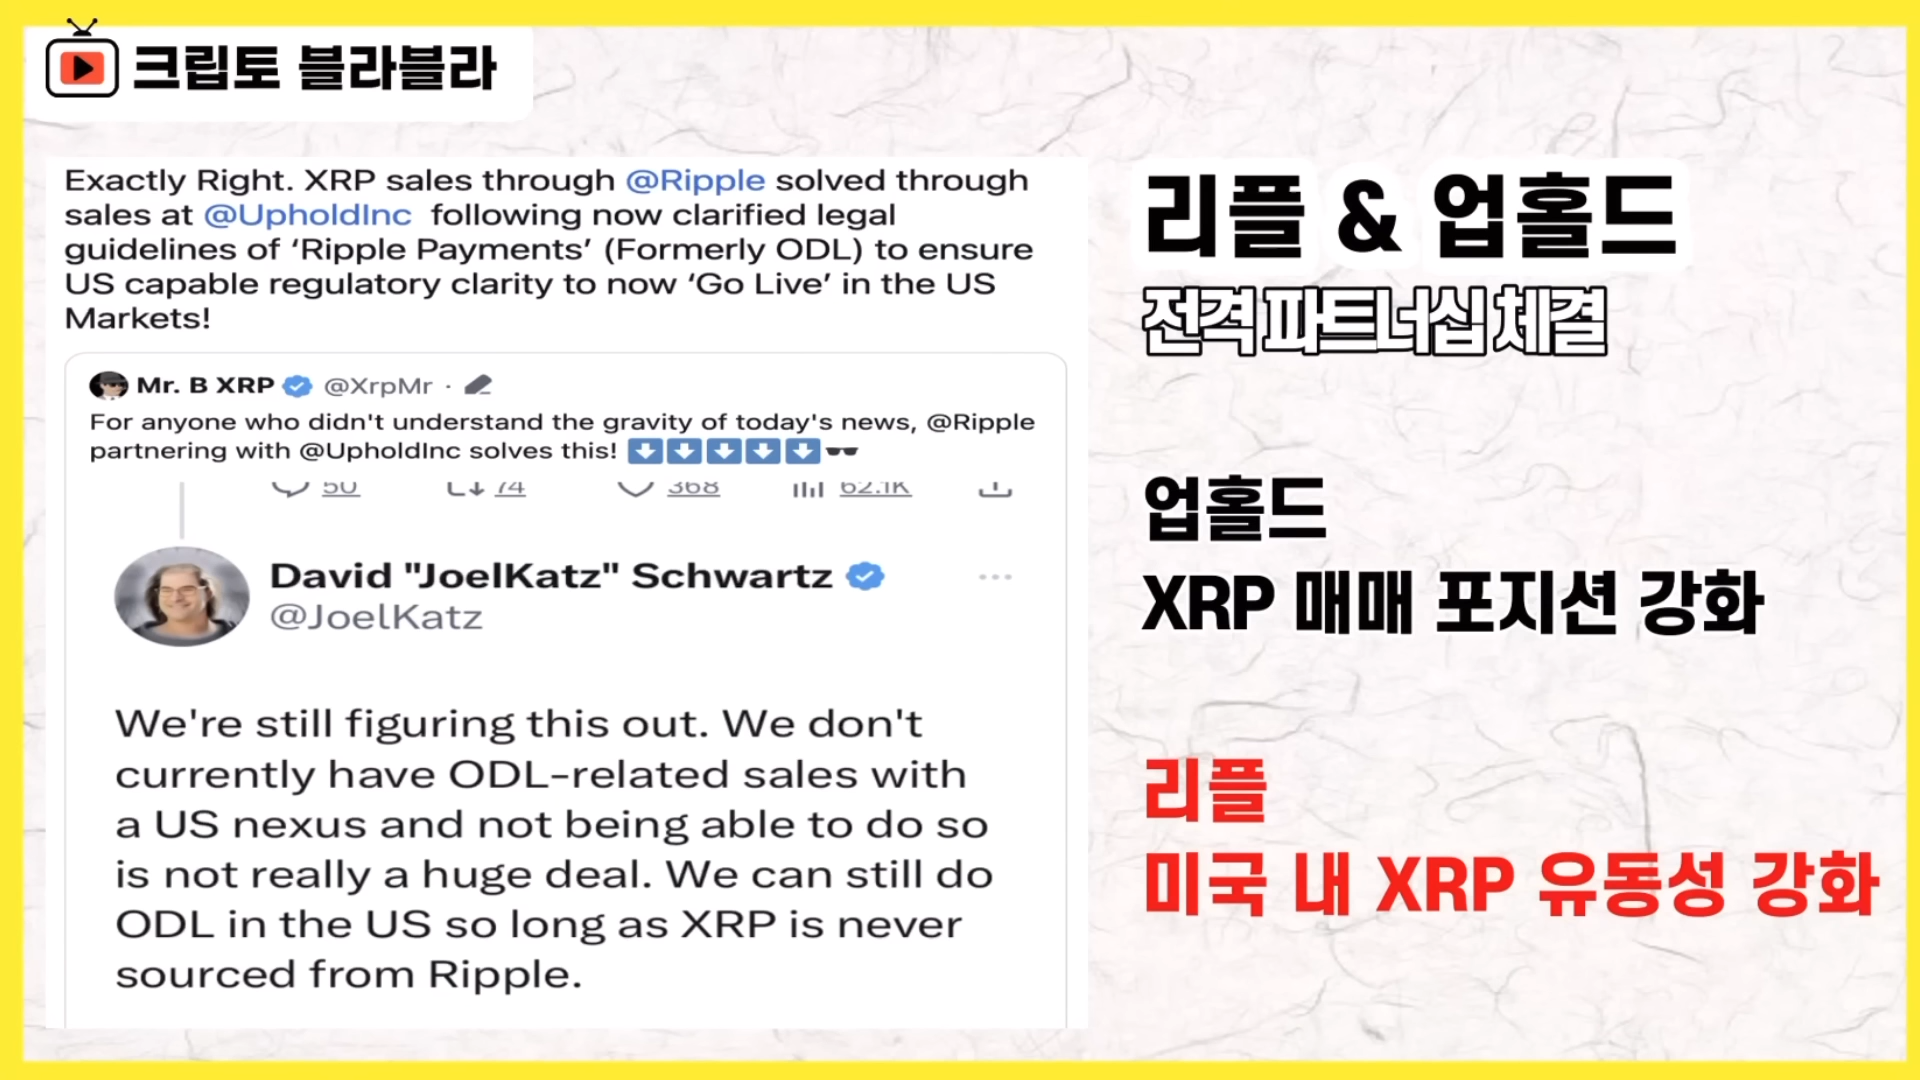 크립토 블라블라
Exactly Right. XRP sales through @Ripple solved through
sales at @UpholdInc following now clarified legal
guidelines of ‘Ripple Payments’ (Formerly ODL) to ensure
US capable regulatory clarity to now ‘Go Live’ in the US
Markets!
Mr. B XRP @XrpMr ·
For anyone who didn't understand the gravity of today's news, @Ripple
partnering with @UpholdInc solves this! ⬇️⬇️⬇️⬇️⬇️🕶️
50 74 368 62.1K
David "JoelKatz" Schwartz
@JoelKatz
We're still figuring this out. We don't
currently have ODL-related sales with
a US nexus and not being able to do so
is not really a huge deal. We can still do
ODL in the US so long as XRP is never
sourced from Ripple.
리플 & 업홀드
전격 파트너십 체결
업홀드
XRP 매매 포지션 강화
리플
미국 내 XRP 유동성 강화